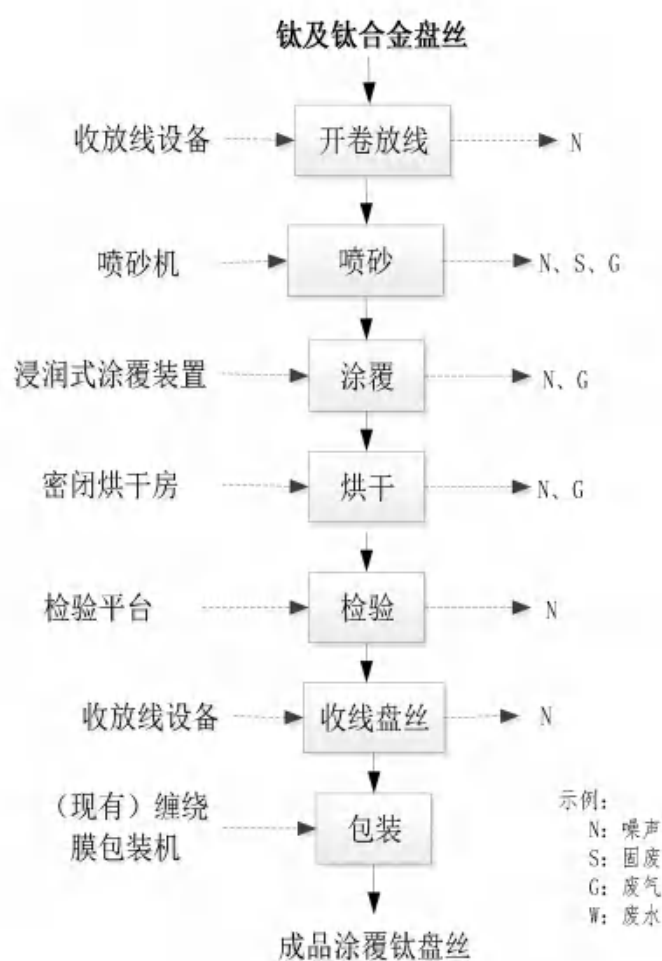 钛及钛合金盘丝
收放线设备 开卷放线 N
喷砂机 喷砂 N、S、G
浸润式涂覆装置 涂覆 N、G
密闭烘干房 烘干 N、G
检验平台 检验 N
收放线设备 收线盘丝 N
（现有）缠绕
膜包装机 包装
示例：
N：噪声
S：固废
G：废气
W：废水
成品涂覆钛盘丝